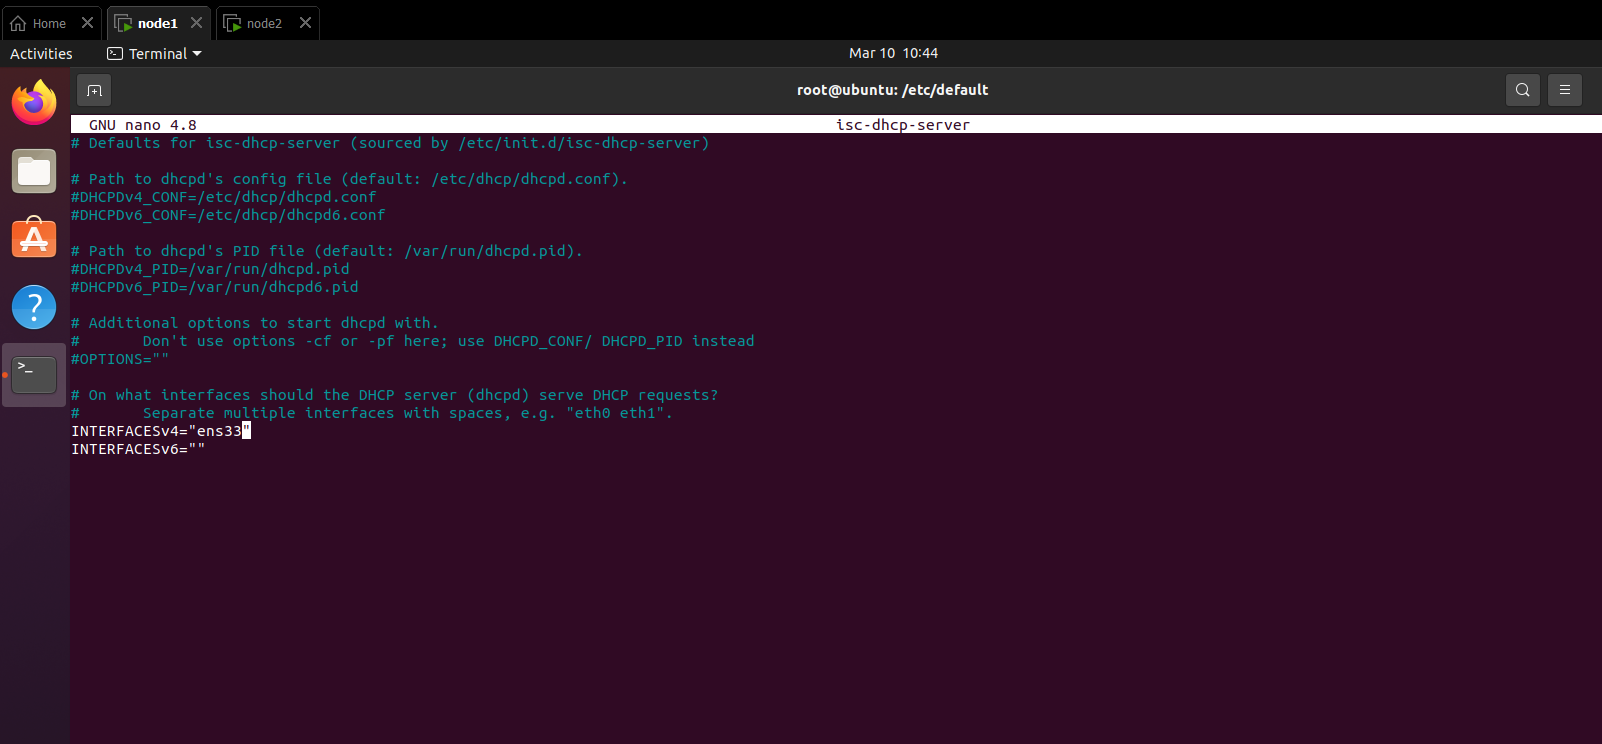 Home node1 node2
Activities Terminal Mar 10 10:44
root@ubuntu: /etc/default
GNU nano 4.8 isc-dhcp-server
# Defaults for isc-dhcp-server (sourced by /etc/init.d/isc-dhcp-server)
# Path to dhcpd's config file (default: /etc/dhcp/dhcpd.conf).
#DHCPDv4_CONF=/etc/dhcp/dhcpd.conf
#DHCPDv6_CONF=/etc/dhcp/dhcpd6.conf
# Path to dhcpd's PID file (default: /var/run/dhcpd.pid).
#DHCPDv4_PID=/var/run/dhcpd.pid
#DHCPDv6_PID=/var/run/dhcpd6.pid
# Additional options to start dhcpd with.
#       Don't use options -cf or -pf here; use DHCPD_CONF/ DHCPD_PID instead
#OPTIONS=""
# On what interfaces should the DHCP server (dhcpd) serve DHCP requests?
#       Separate multiple interfaces with spaces, e.g. "eth0 eth1".
INTERFACESv4="ens33"
INTERFACESv6=""